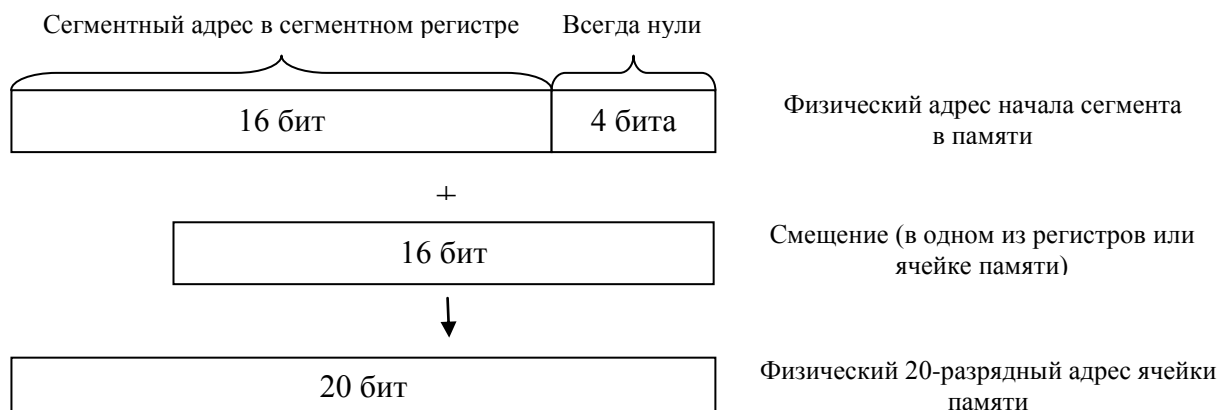 Сегментный адрес в сегментном регистре
Всегда нули
16 бит
4 бита
Физический адрес начала сегмента
в памяти
+
16 бит
Смещение (в одном из регистров или
ячейке памяти)
20 бит
Физический 20-разрядный адрес ячейки
памяти